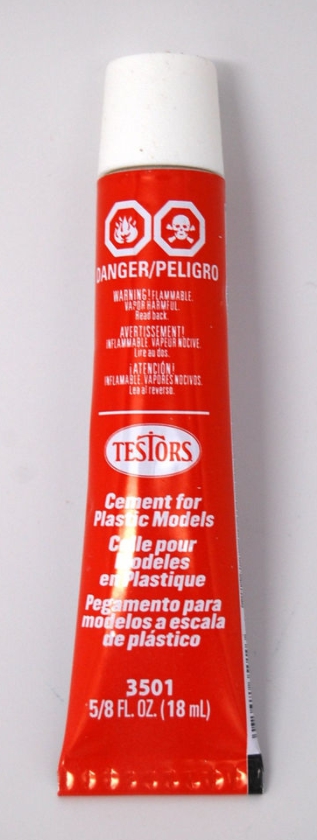 DANGER/PELIGRO
WARNING! FLAMMABLE.
VAPOR HARMFUL.
Read back.
AVERTISSEMENT!
INFLAMMABLE. VAPEUR NOCIVE.
Lire au dos.
¡ATENCIÓN!
INFLAMABLE. VAPORES NOCIVOS.
Lea al reverse.
TESTORS
Cement for
Plastic Models
Colle pour
Modeles
en Plastique
Pegamento para
modelos a escala
de plástico
3501
5/8 FL. OZ. (18 mL)